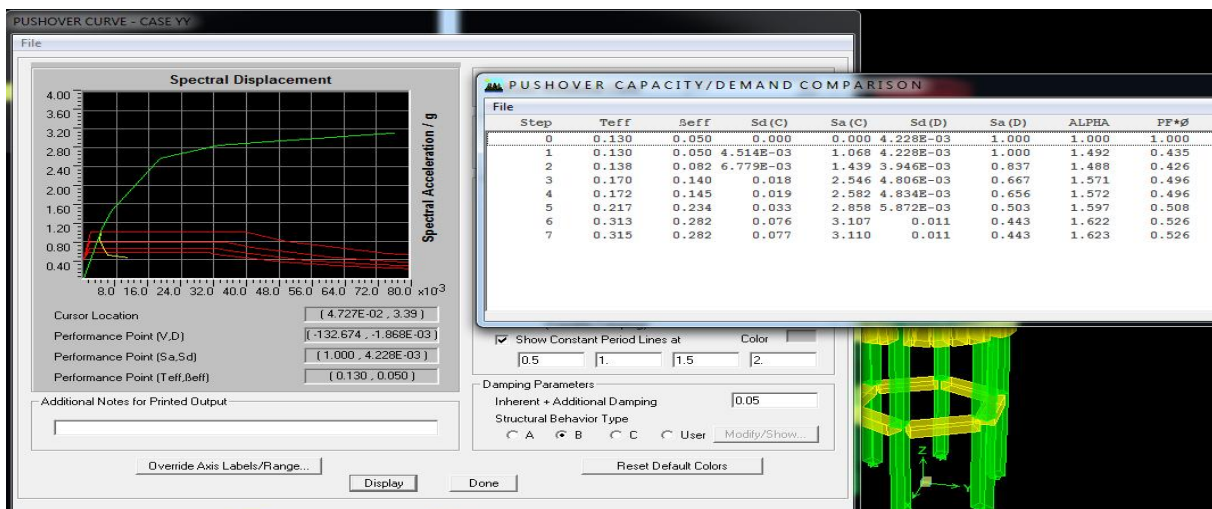 PUSHOVER CURVE - CASE YY
File
Spectral Displacement
4.00
3.60
3.20
2.80
2.40
2.00
1.60
1.20
0.80
0.40
Spectral Acceleration / g
8.0 16.0 24.0 32.0 40.0 48.0 56.0 64.0 72.0 80.0 x10-3
Cursor Location ( 4.727E-02 , 3.39 )
Performance Point (V,D) ( -132.674 , -1.868E-03 )
Performance Point (Sa,Sd) ( 1.000 , 4.228E-03 )
Performance Point (Teff,βeff) ( 0.130 , 0.050 )
Additional Notes for Printed Output
Override Axis Labels/Range...
Display
PUSHOVER CAPACITY/DEMAND COMPARISON
File
Step Teff βeff Sd(C) Sa(C) Sd(D) Sa(D) ALPHA PF*Ø
0 0.130 0.050 0.000 0.000 4.228E-03 1.000 1.000 1.000
1 0.130 0.050 4.514E-03 1.068 4.228E-03 1.000 1.492 0.435
2 0.138 0.082 6.779E-03 1.439 3.946E-03 0.837 1.488 0.426
3 0.170 0.140 0.018 2.546 4.806E-03 0.667 1.571 0.496
4 0.172 0.145 0.019 2.582 4.834E-03 0.656 1.572 0.496
5 0.217 0.234 0.033 2.858 5.872E-03 0.503 1.597 0.508
6 0.313 0.282 0.076 3.107 0.011 0.443 1.622 0.526
7 0.315 0.282 0.077 3.110 0.011 0.443 1.623 0.526
Show Constant Period Lines at Color
0.5 1. 1.5 2.
Damping Parameters
Inherent + Additional Damping 0.05
Structural Behavior Type
A B C User Modify/Show...
Reset Default Colors
Done
Z
Y